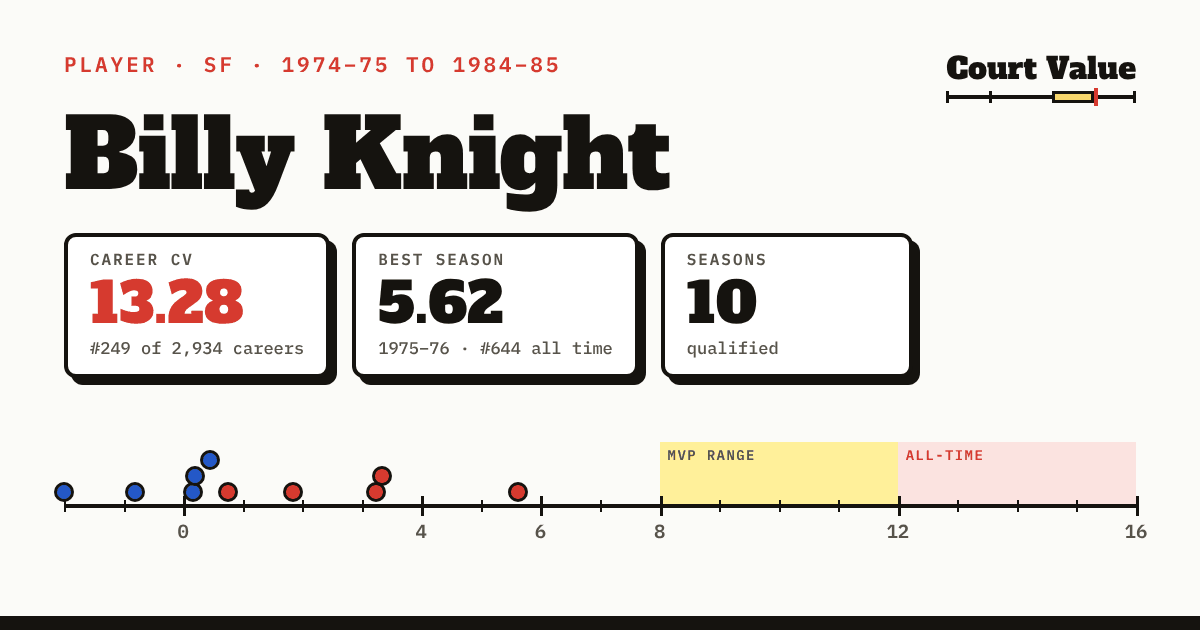 PLAYER · SF · 1974–75 TO 1984–85
Court Value
Billy Knight
CAREER CV
13.28
#249 of 2,934 careers
BEST SEASON
5.62
1975–76 · #644 all time
SEASONS
10
qualified
MVP RANGE
ALL-TIME
0 4 6 8 12 16